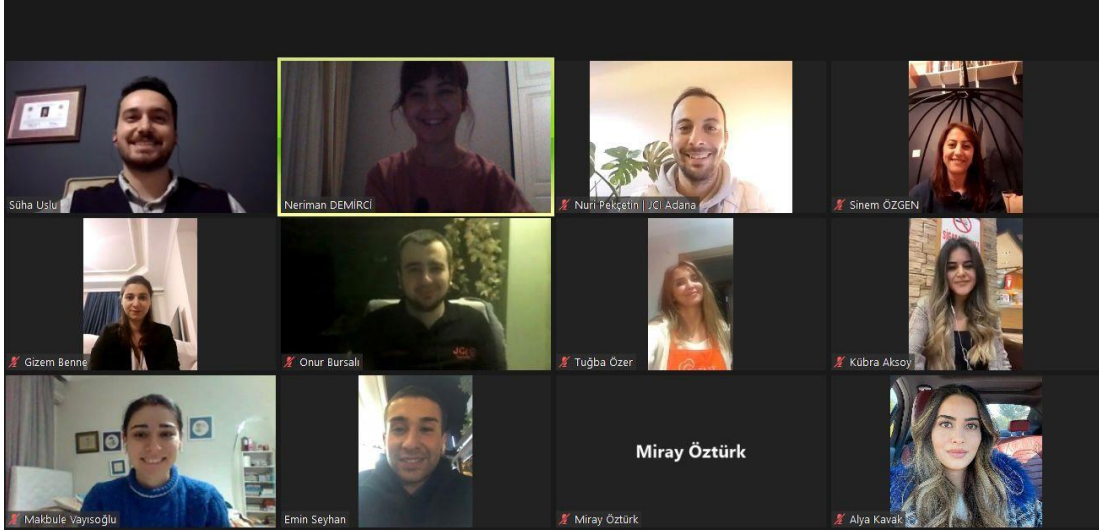 Süha Uslu
Neriman DEMİRCİ
Nuri Pekçetin | JCI Adana
Sinem ÖZGEN
Gizem Benne
JCI
Onur Bursalı
Tuğba Özer
Kübra Aksoy
Makbule Vayısoğlu
Emin Seyhan
Miray Öztürk
Miray Öztürk
Alya Kavak